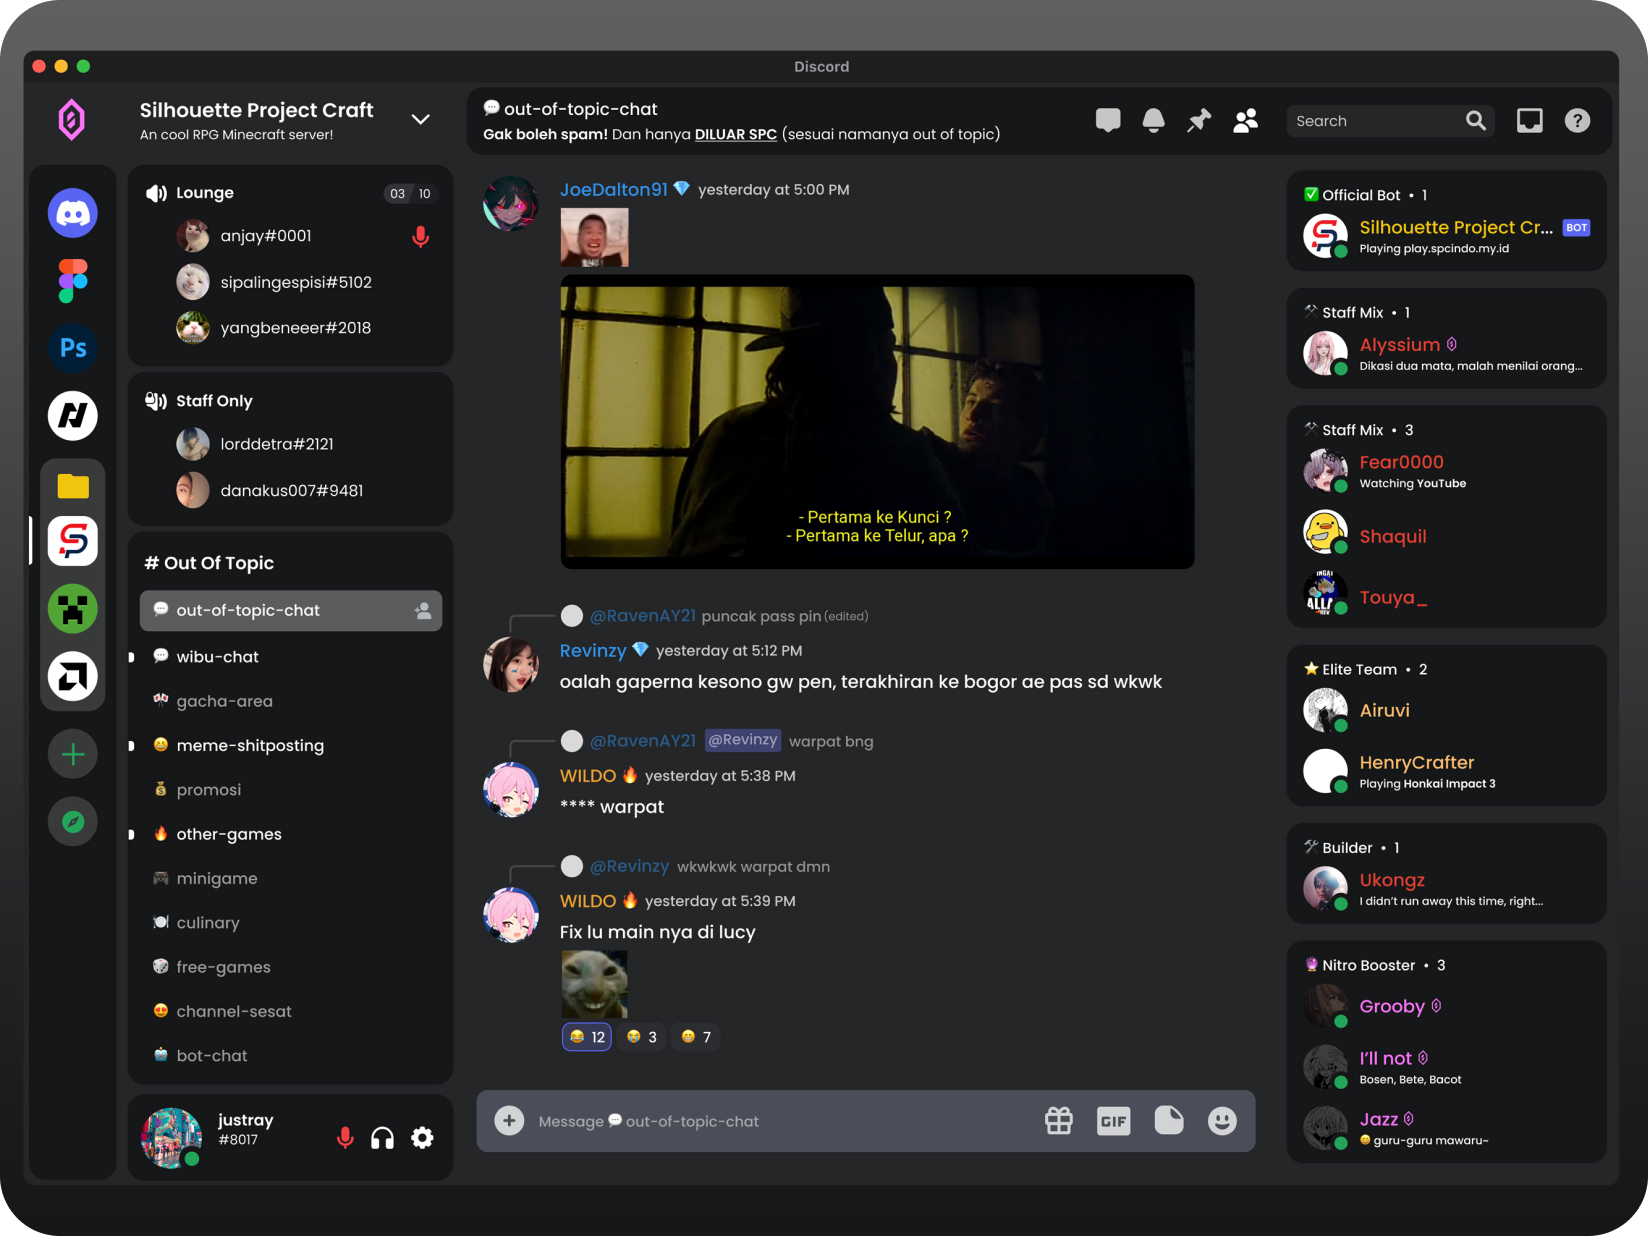 Discord
Silhouette Project Craft
An cool RPG Minecraft server!
Ps
Lounge
03 10
anjay#0001
sipalingespisi#5102
yangbeneeer#2018
Staff Only
lorddetra#2121
danakus007#9481
# Out Of Topic
out-of-topic-chat
wibu-chat
gacha-area
meme-shitposting
promosi
other-games
minigame
culinary
free-games
channel-sesat
bot-chat
justray
#8017
out-of-topic-chat
Gak boleh spam! Dan hanya DILUAR SPC (sesuai namanya out of topic)
Search
?
JoeDalton91 yesterday at 5:00 PM
- Pertama ke Kunci ?
- Pertama ke Telur, apa ?
@RavenAY21 puncak pass pin (edited)
Revinzy yesterday at 5:12 PM
oalah gaperna kesono gw pen, terakhiran ke bogor ae pas sd wkwk
@RavenAY21 @Revinzy warpat bng
WILDO yesterday at 5:38 PM
**** warpat
@Revinzy wkwkwk warpat dmn
WILDO yesterday at 5:39 PM
Fix lu main nya di lucy
12 3 7
Message out-of-topic-chat
GIF
Official Bot • 1
Silhouette Project Cr... BOT
Playing play.spcindo.my.id
Staff Mix • 1
Alyssium
Dikasi dua mata, malah menilai orang...
Staff Mix • 3
Fear0000
Watching YouTube
Shaquil
Touya_
Elite Team • 2
Airuvi
HenryCrafter
Playing Honkai Impact 3
Builder • 1
Ukongz
I didn't run away this time, right...
Nitro Booster • 3
Grooby
I'll not
Bosen, Bete, Bacot
Jazz
guru-guru mawaru~